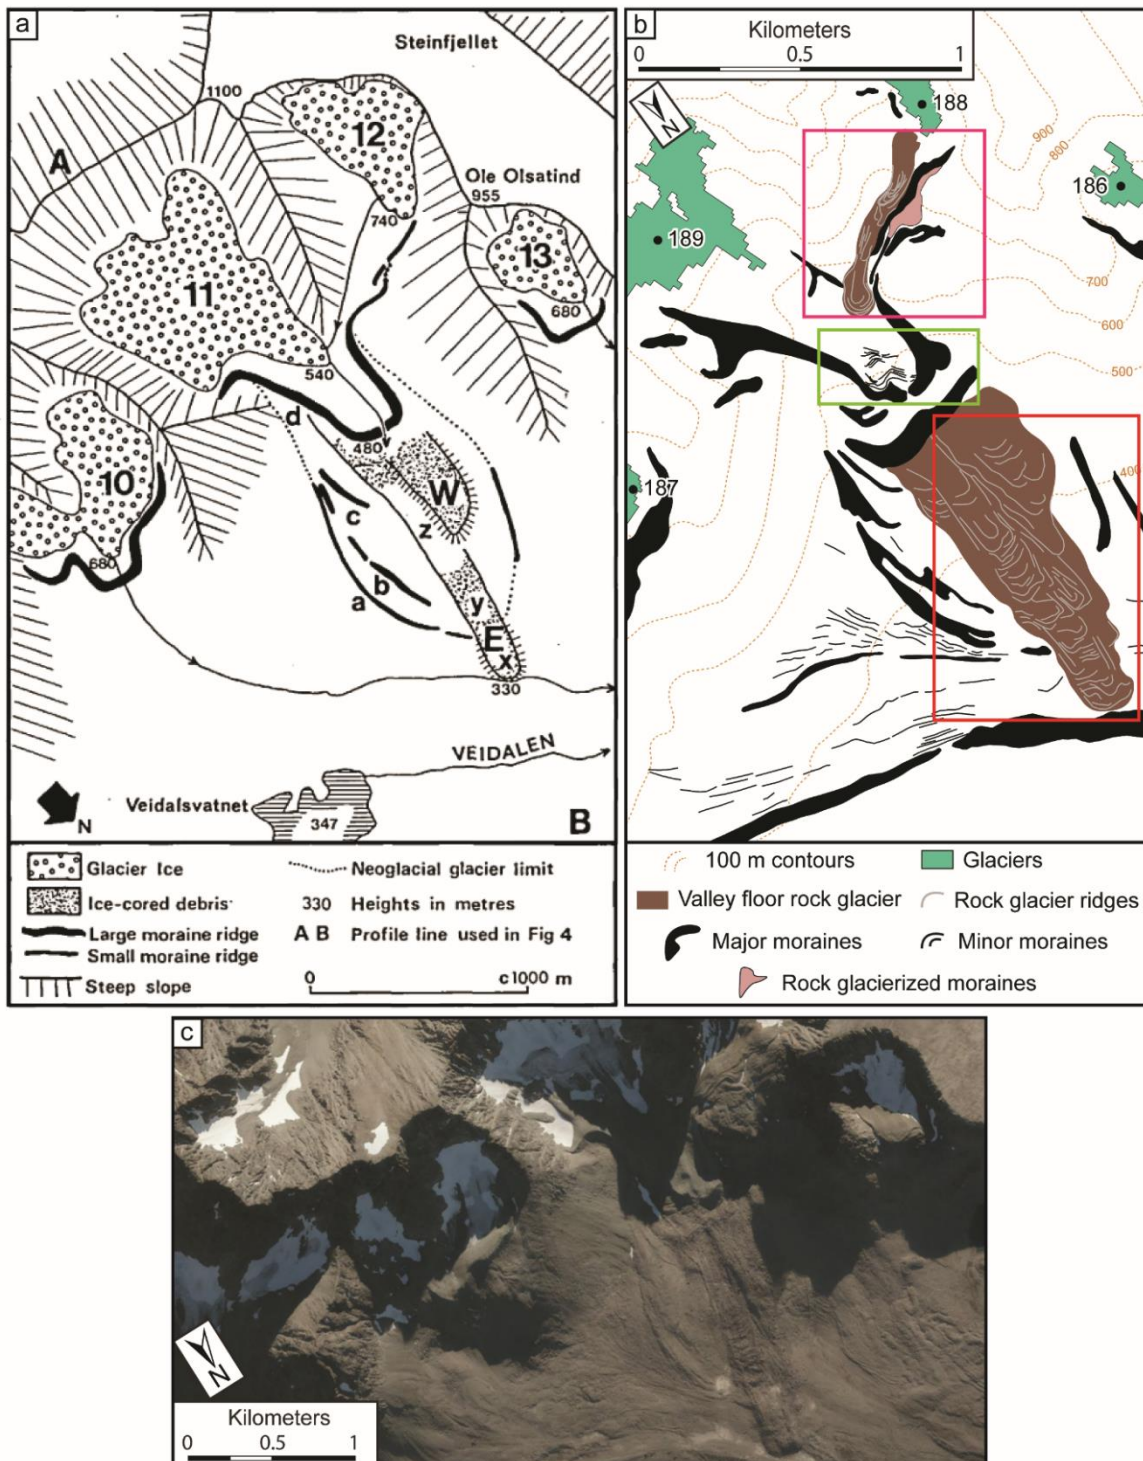 a
Steinfjellet
1100
12
A
Ole Olsatind
955
740
13
11
680
540
d
480
10
W
c
z
680
b
a
y
E
x
330
VEIDALEN
Veidalsvatnet
N
347
B
Glacier Ice
Neoglacial glacier limit
Ice-cored debris
330 Heights in metres
Large moraine ridge
A B Profile line used in Fig 4
Small moraine ridge
0 c1000 m
Steep slope
b
Kilometers
0 0.5 1
N
188
900
800
186
189
700
600
500
400
187
100 m contours
Glaciers
Valley floor rock glacier
Rock glacier ridges
Major moraines
Minor moraines
Rock glacierized moraines
c
N
Kilometers
0 0.5 1